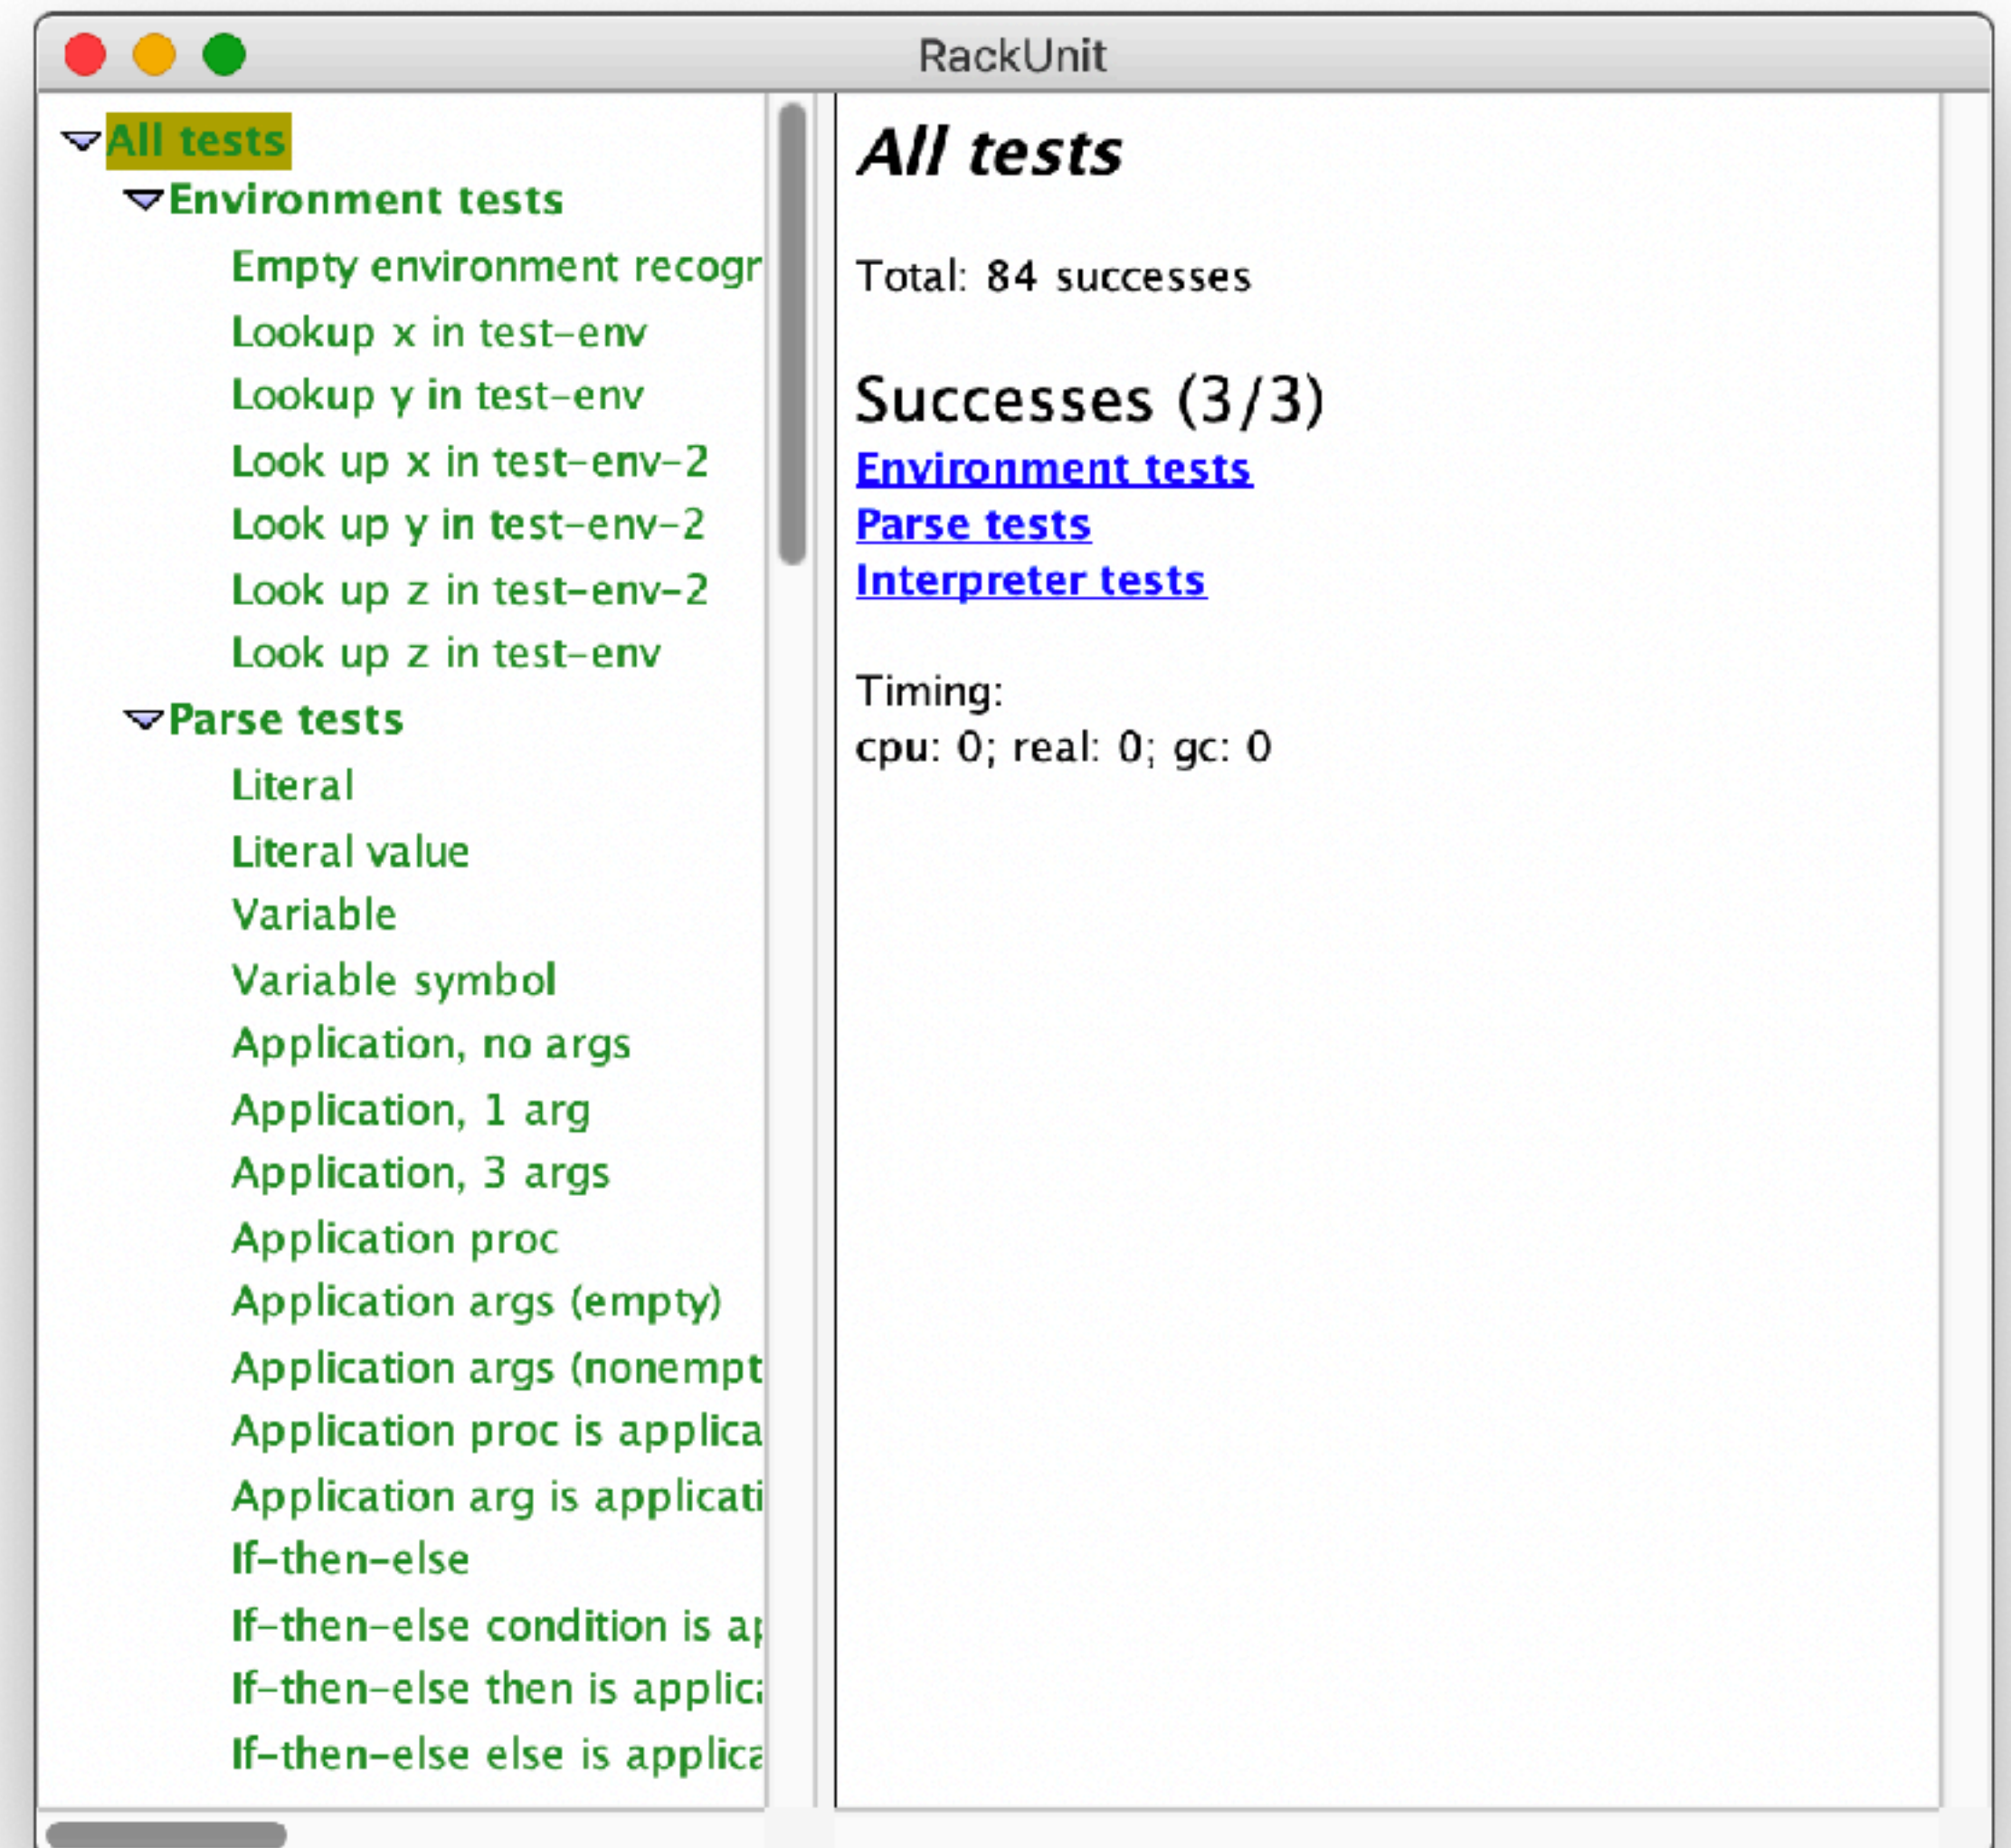 RackUnit
All tests
Environment tests
Empty environment
Lookup x in test-env
Lookup y in test-env
Look up x in test-env-2
Look up y in test-env-2
Look up z in test-env-2
Look up z in test-env
Parse tests
Literal
Literal value
Variable
Variable symbol
Application, no args
Application, 1 arg
Application, 3 args
Application proc
Application args (empty)
Application args (nonempt
Application proc is applica
Application arg is applicati
If-then-else
If-then-else condition is
If-then-else then is applic
If-then-else else is applica
All tests
Total: 84 successes
Successes (3/3)
Environment tests
Parse tests
Interpreter tests
Timing:
cpu: 0; real: 0; gc: 0